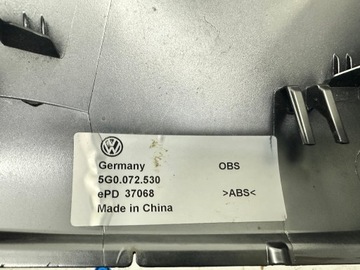 Germany OBS
5G0.072.530
ePD 37068 >ABS<
Made in China